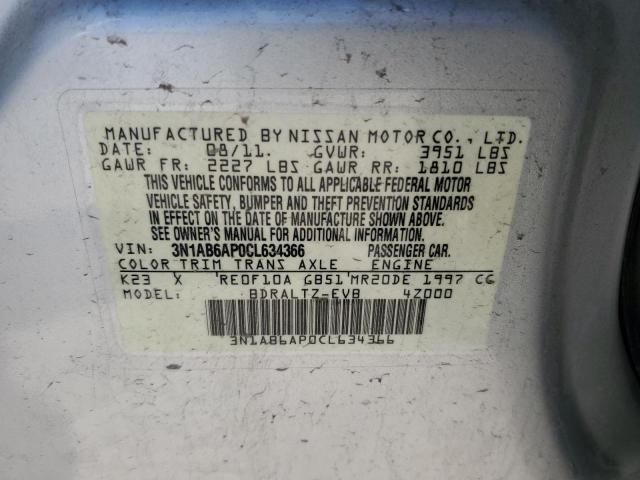 MANUFACTURED BY NISSAN MOTOR CO., LTD.
DATE: 08/11. GVWR: 3951 LBS
GAWR FR: 2227 LBS GAWR RR: 1810 LBS
THIS VEHICLE CONFORMS TO ALL APPLICABLE FEDERAL MOTOR
VEHICLE SAFETY, BUMPER AND THEFT PREVENTION STANDARDS
IN EFFECT ON THE DATE OF MANUFACTURE SHOWN ABOVE.
SEE OWNER'S MANUAL FOR ADDITIONAL INFORMATION.
VIN: 3N1AB6AP0CL634366 PASSENGER CAR.
COLOR TRIM TRANS AXLE ENGINE
K23 X RE0F10A GB51 MR20DE 1997 CC
MODEL: BDRALTZ-EVB 4Z000
3N1AB6AP0CL634366